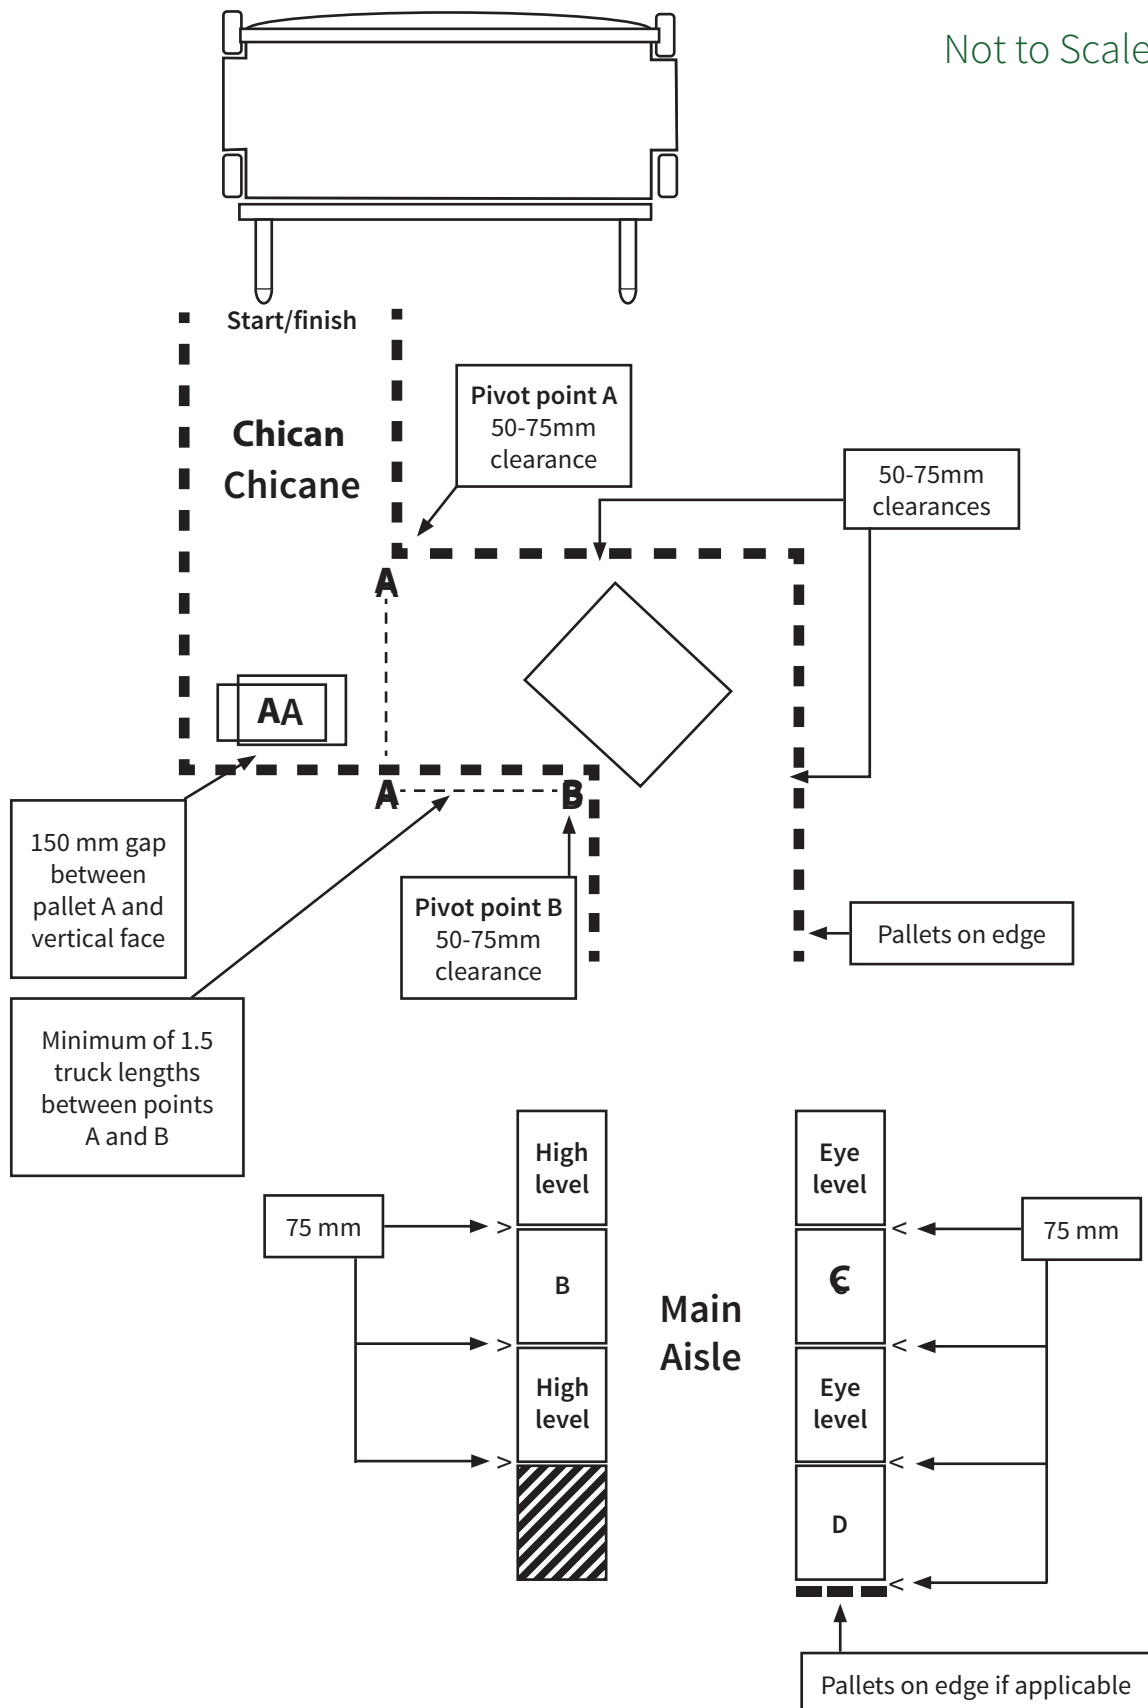 Not to Scale
Start/finish
Pivot point A
50-75mm
clearance
Chican
Chicane
50-75mm
clearances
A
AA
A
B
150 mm gap
between
pallet A and
vertical face
Pivot point B
50-75mm
clearance
Pallets on edge
Minimum of 1.5
truck lengths
between points
A and B
High
level
Eye
level
75 mm
>
<
75 mm
B
C
Main
Aisle
>
<
High
level
Eye
level
>
<
D
<
Pallets on edge if applicable